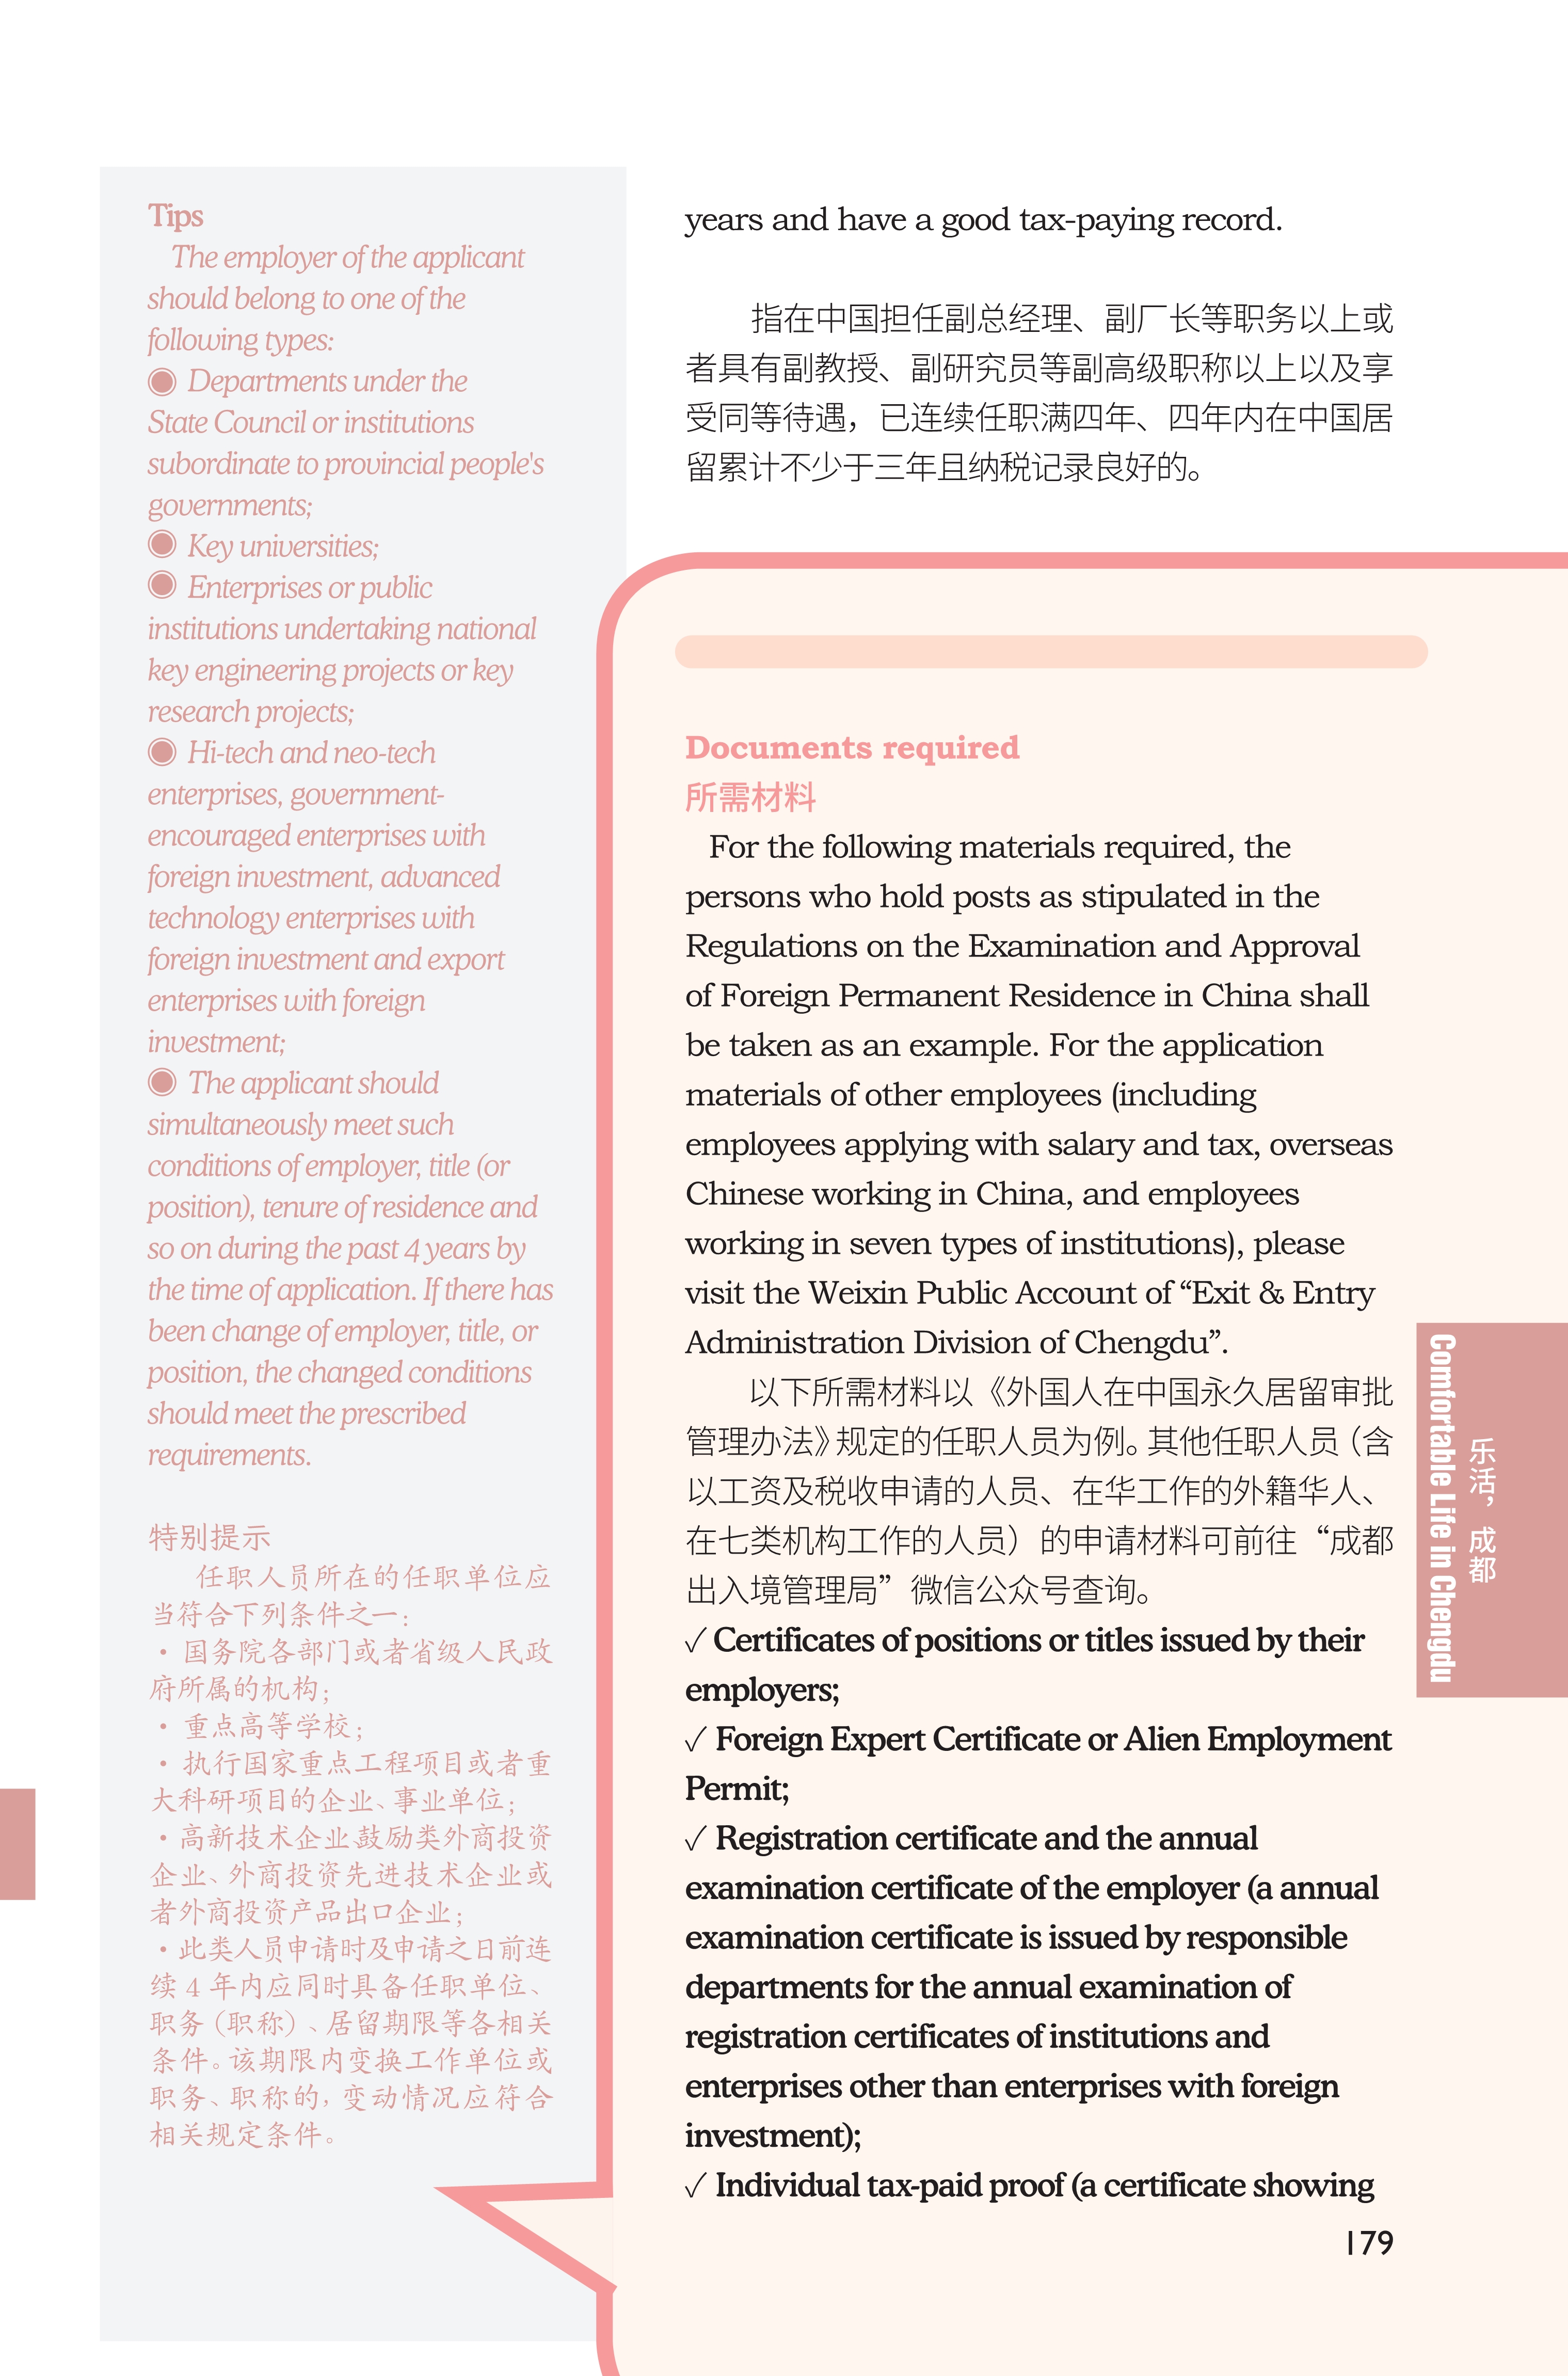 Tips
The employer of the applicant
should belong to one of the
following types:
◉ Departments under the
State Council or institutions
subordinate to provincial people's
governments;
◉ Key universities;
◉ Enterprises or public
institutions undertaking national
key engineering projects or key
research projects;
◉ Hi-tech and neo-tech
enterprises, government-
encouraged enterprises with
foreign investment, advanced
technology enterprises with
foreign investment and export
enterprises with foreign
investment;
◉ The applicant should
simultaneously meet such
conditions of employer, title (or
position), tenure of residence and
so on during the past 4 years by
the time of application. If there has
been change of employer, title, or
position, the changed conditions
should meet the prescribed
requirements.
特别提示
任职人员所在的任职单位应
当符合下列条件之一：
· 国务院各部门或者省级人民政
府所属的机构；
· 重点高等学校；
· 执行国家重点工程项目或者重
大科研项目的企业、事业单位；
· 高新技术企业、鼓励类外商投资
企业、外商投资先进技术企业或
者外商投资产品出口企业；
· 此类人员申请时及申请之日前连
续 4 年内应同时具备任职单位、
职务（职称）、居留期限等各相关
条件。该期限内变换工作单位或
职务、职称的，变动情况应符合
相关规定条件。
years and have a good tax-paying record.
指在中国担任副总经理、副厂长等职务以上或
者具有副教授、副研究员等副高级职称以上以及享
受同等待遇，已连续任职满四年、四年内在中国居
留累计不少于三年且纳税记录良好的。
Documents required
所需材料
For the following materials required, the
persons who hold posts as stipulated in the
Regulations on the Examination and Approval
of Foreign Permanent Residence in China shall
be taken as an example. For the application
materials of other employees (including
employees applying with salary and tax, overseas
Chinese working in China, and employees
working in seven types of institutions), please
visit the Weixin Public Account of “Exit & Entry
Administration Division of Chengdu”.
以下所需材料以《外国人在中国永久居留审批
管理办法》规定的任职人员为例。其他任职人员（含
以工资及税收申请的人员、在华工作的外籍华人、
在七类机构工作的人员）的申请材料可前往“成都
出入境管理局”微信公众号查询。
✓ Certificates of positions or titles issued by their
employers;
✓ Foreign Expert Certificate or Alien Employment
Permit;
✓ Registration certificate and the annual
examination certificate of the employer (a annual
examination certificate is issued by responsible
departments for the annual examination of
registration certificates of institutions and
enterprises other than enterprises with foreign
investment);
✓ Individual tax-paid proof (a certificate showing
乐活，成都
Comfortable Life in Chengdu
179